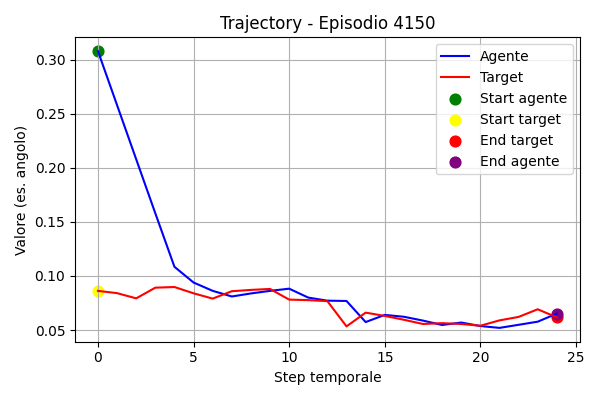 Trajectory - Episodio 4150
Agente
Target
Start agente
Start target
End target
End agente
Valore (es. angolo)
0.30
0.25
0.20
0.15
0.10
0.05
0 5 10 15 20 25
Step temporale